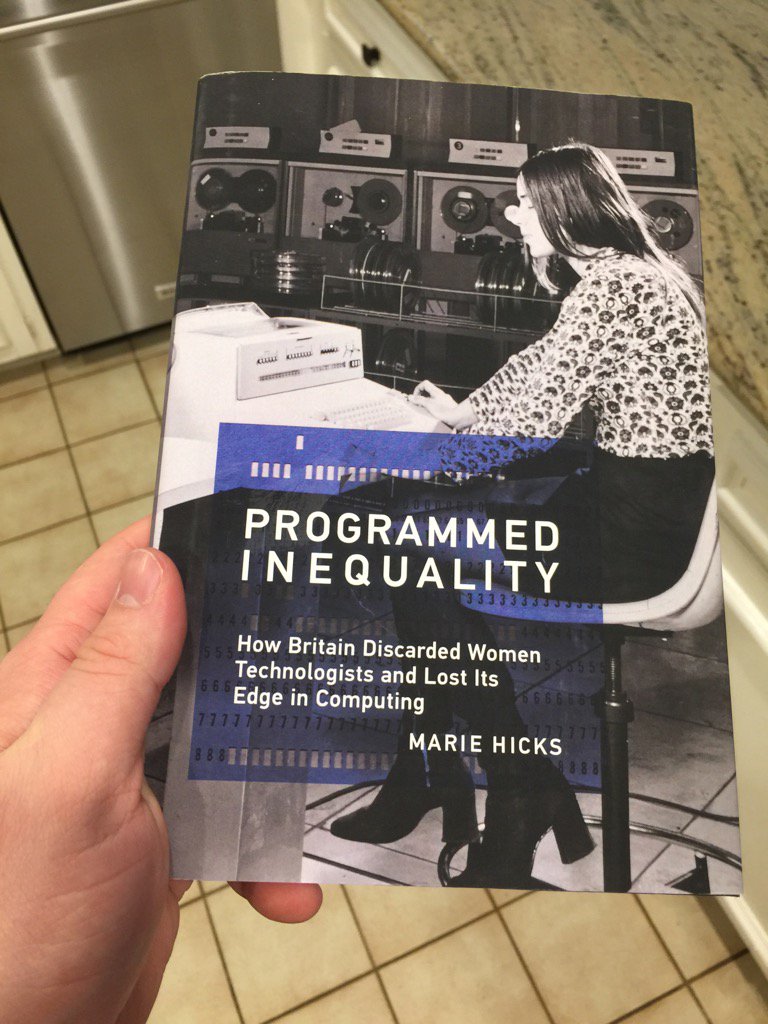 PROGRAMMED
INEQUALITY
How Britain Discarded Women
Technologists and Lost Its
Edge in Computing
MARIE HICKS